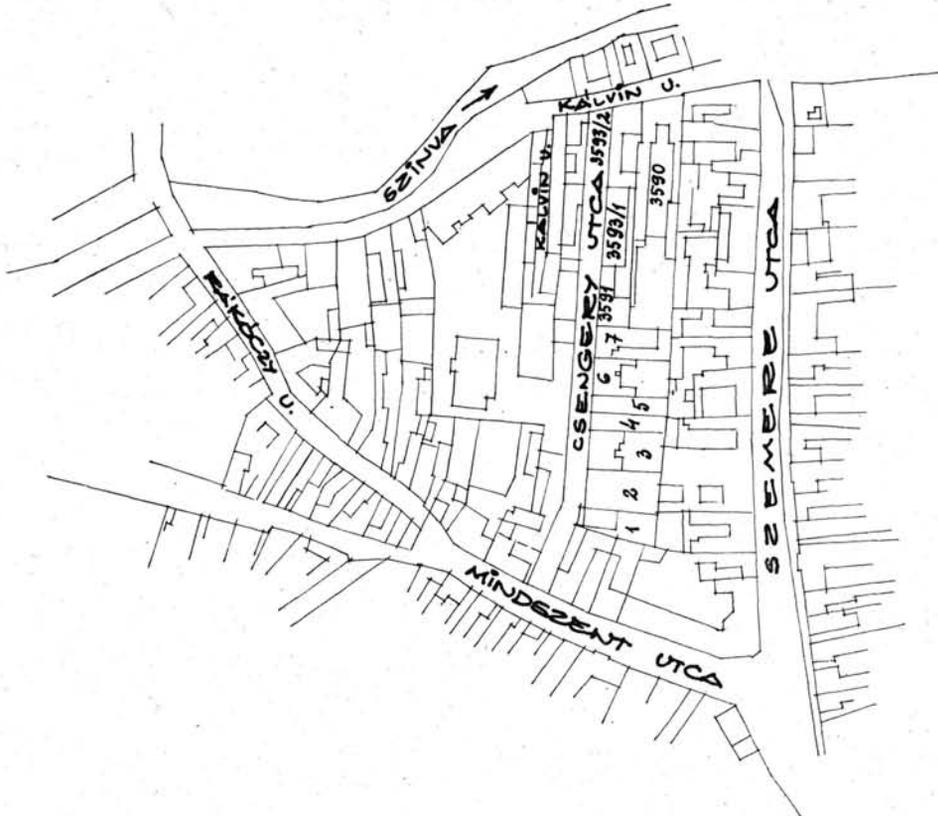 SZINVA
KÁLVIN U.
KÁLVIN U.
RÁKÓCZI U.
CSENGERY UTCA
3593/2
3593/1
3591
3590
7
6
5
4
3
2
1
SZEMERE UTCA
MINDSZENT UTCA